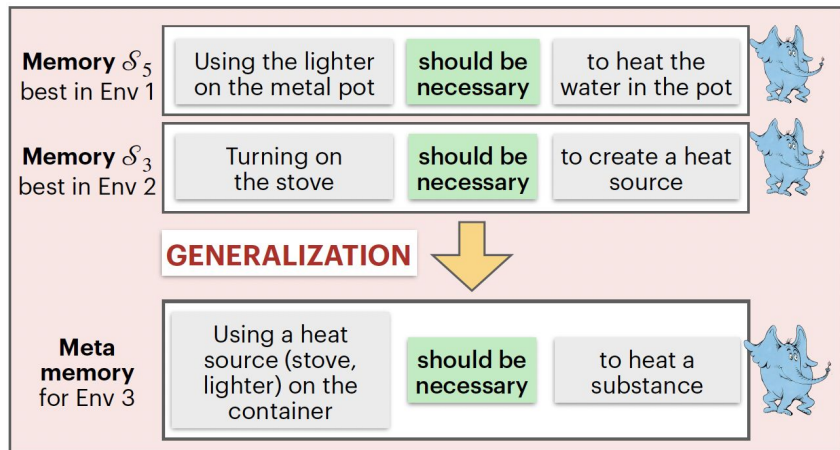 Memory 𝒮₅
best in Env 1
Using the lighter
on the metal pot
should be
necessary
to heat the
water in the pot
Memory 𝒮₃
best in Env 2
Turning on
the stove
should be
necessary
to create a heat
source
GENERALIZATION
Meta
memory
for Env 3
Using a heat
source (stove,
lighter) on the
container
should be
necessary
to heat a
substance